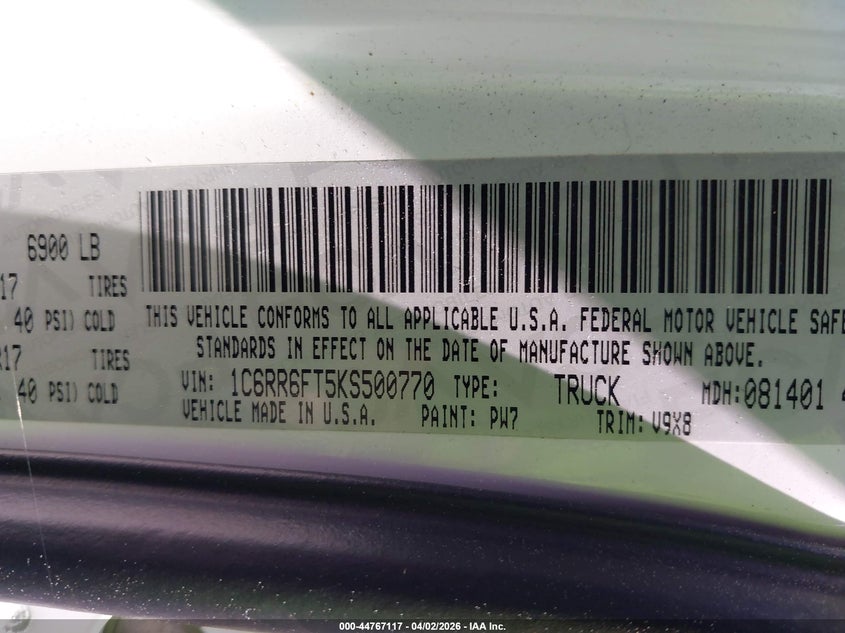 6900 LB
17 TIRES
40 PSI) COLD
R17 TIRES
40 PSI) COLD
THIS VEHICLE CONFORMS TO ALL APPLICABLE U.S.A. FEDERAL MOTOR VEHICLE SAFE
STANDARDS IN EFFECT ON THE DATE OF MANUFACTURE SHOWN ABOVE.
VIN: 1C6RR6FT5KS500770 TYPE: TRUCK MDH:081401 4
VEHICLE MADE IN U.S.A. PAINT: PW7 TRIM: V9X8
000-44767117 - 04/02/2026 - IAA Inc.